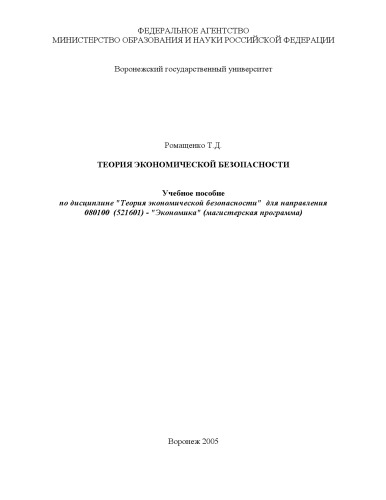 ФЕДЕРАЛЬНОЕ АГЕНТСТВО
МИНИСТЕРСТВО ОБРАЗОВАНИЯ И НАУКИ РОССИЙСКОЙ ФЕДЕРАЦИИ
Воронежский государственный университет
Ромащенко Т.Д.
ТЕОРИЯ ЭКОНОМИЧЕСКОЙ БЕЗОПАСНОСТИ
Учебное пособие
по дисциплине "Теория экономической безопасности" для направления
080100 (521601) - "Экономика" (магистерская программа)
Воронеж 2005